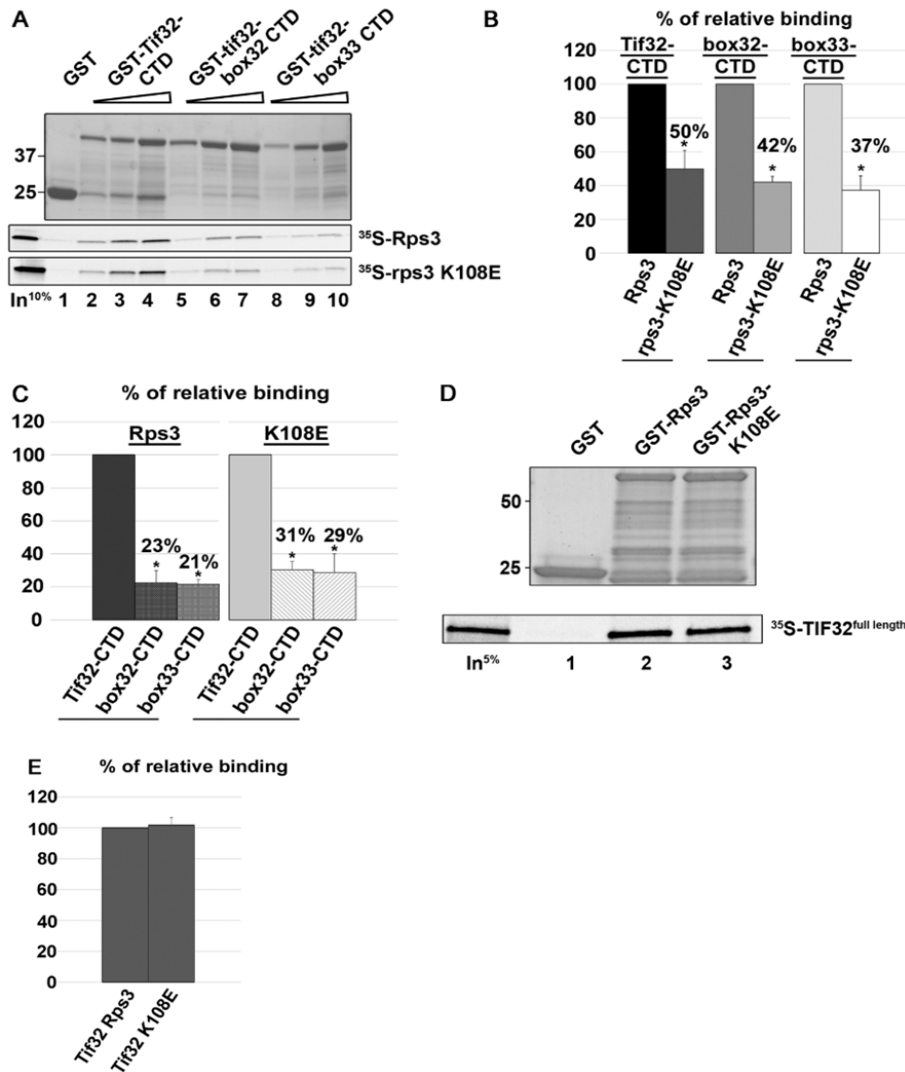 A
GST
GST-Tif32-
CTD
GST-tif32-
box32 CTD
GST-tif32-
box33 CTD
37
25
35S-Rps3
35S-rps3 K108E
In10% 1 2 3 4 5 6 7 8 9 10
B
% of relative binding
Tif32- box32- box33-
CTD CTD CTD
120
100
80
60
40
20
0
50%
*
42%
*
37%
*
Rps3
rps3-K108E
Rps3
rps3-K108E
Rps3
rps3-K108E
C
% of relative binding
Rps3 K108E
120
100
80
60
40
20
0
23%
*
21%
*
31%
*
29%
*
Tif32-CTD
box32-CTD
box33-CTD
Tif32-CTD
box32-CTD
box33-CTD
D
GST
GST-Rps3
GST-Rps3-
K108E
50
25
35S-TIF32full length
In5% 1 2 3
E
% of relative binding
120
100
80
60
40
20
0
Tif32 Rps3
Tif32 K108E